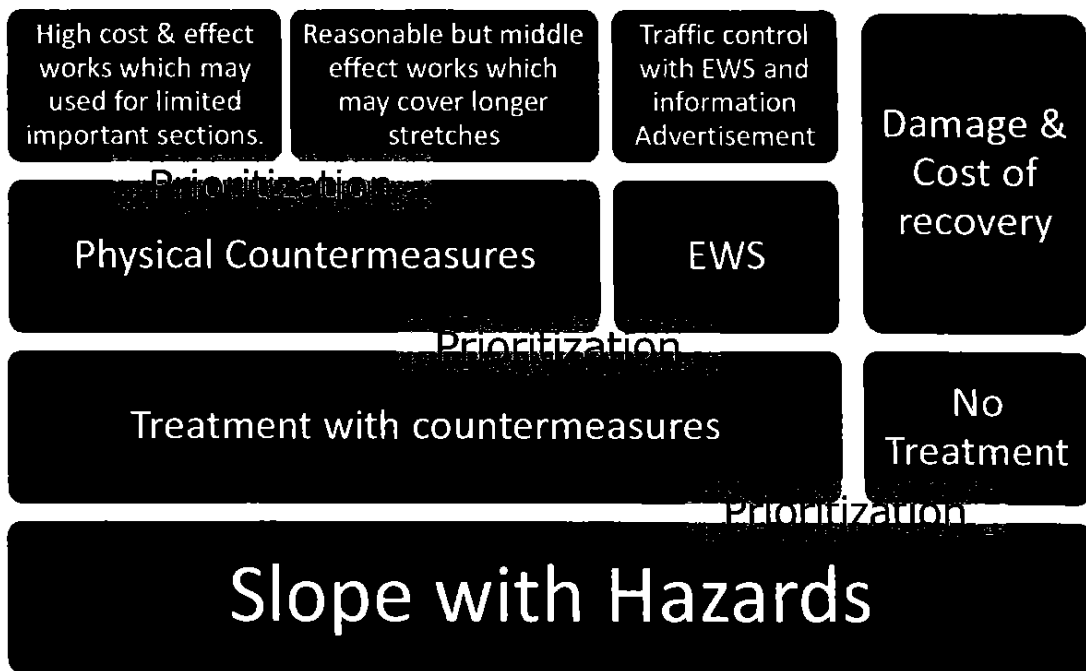 High cost & effect
works which may
used for limited
important sections.
Reasonable but middle
effect works which
may cover longer
stretches
Traffic control
with EWS and
information
Advertisement
Damage &
Cost of
recovery
Prioritization
Physical Countermeasures
EWS
Prioritization
Treatment with countermeasures
No
Treatment
Prioritization
Slope with Hazards